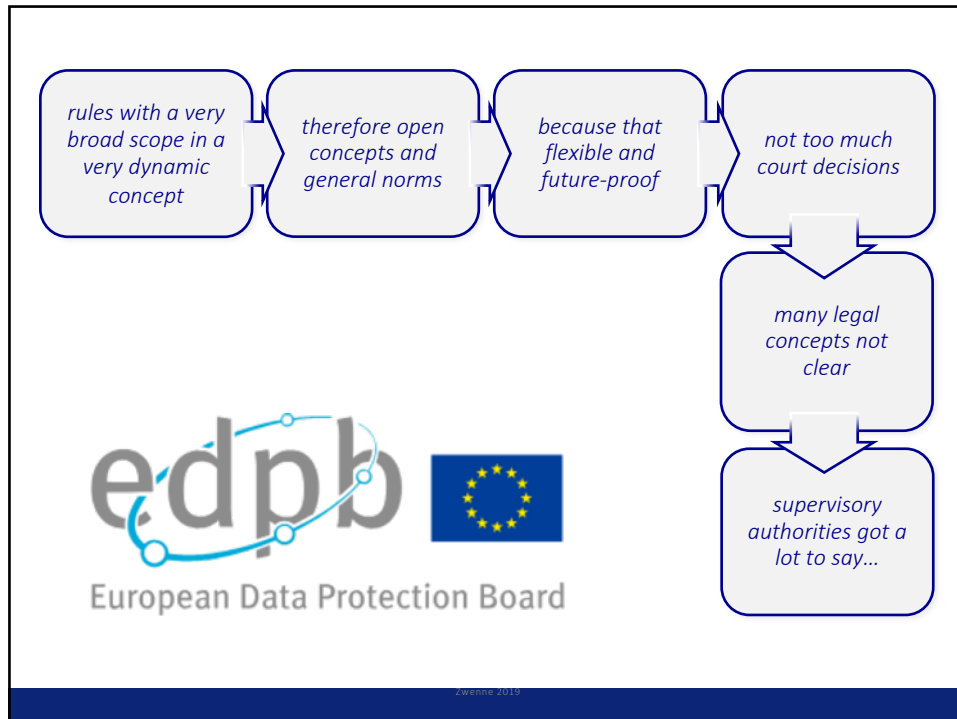 rules with a very
broad scope in a
very dynamic
concept
therefore open
concepts and
general norms
because that
flexible and
future-proof
not too much
court decisions
many legal
concepts not
clear
supervisory
authorities got a
lot to say…
edpb
European Data Protection Board
Zwenne 2019